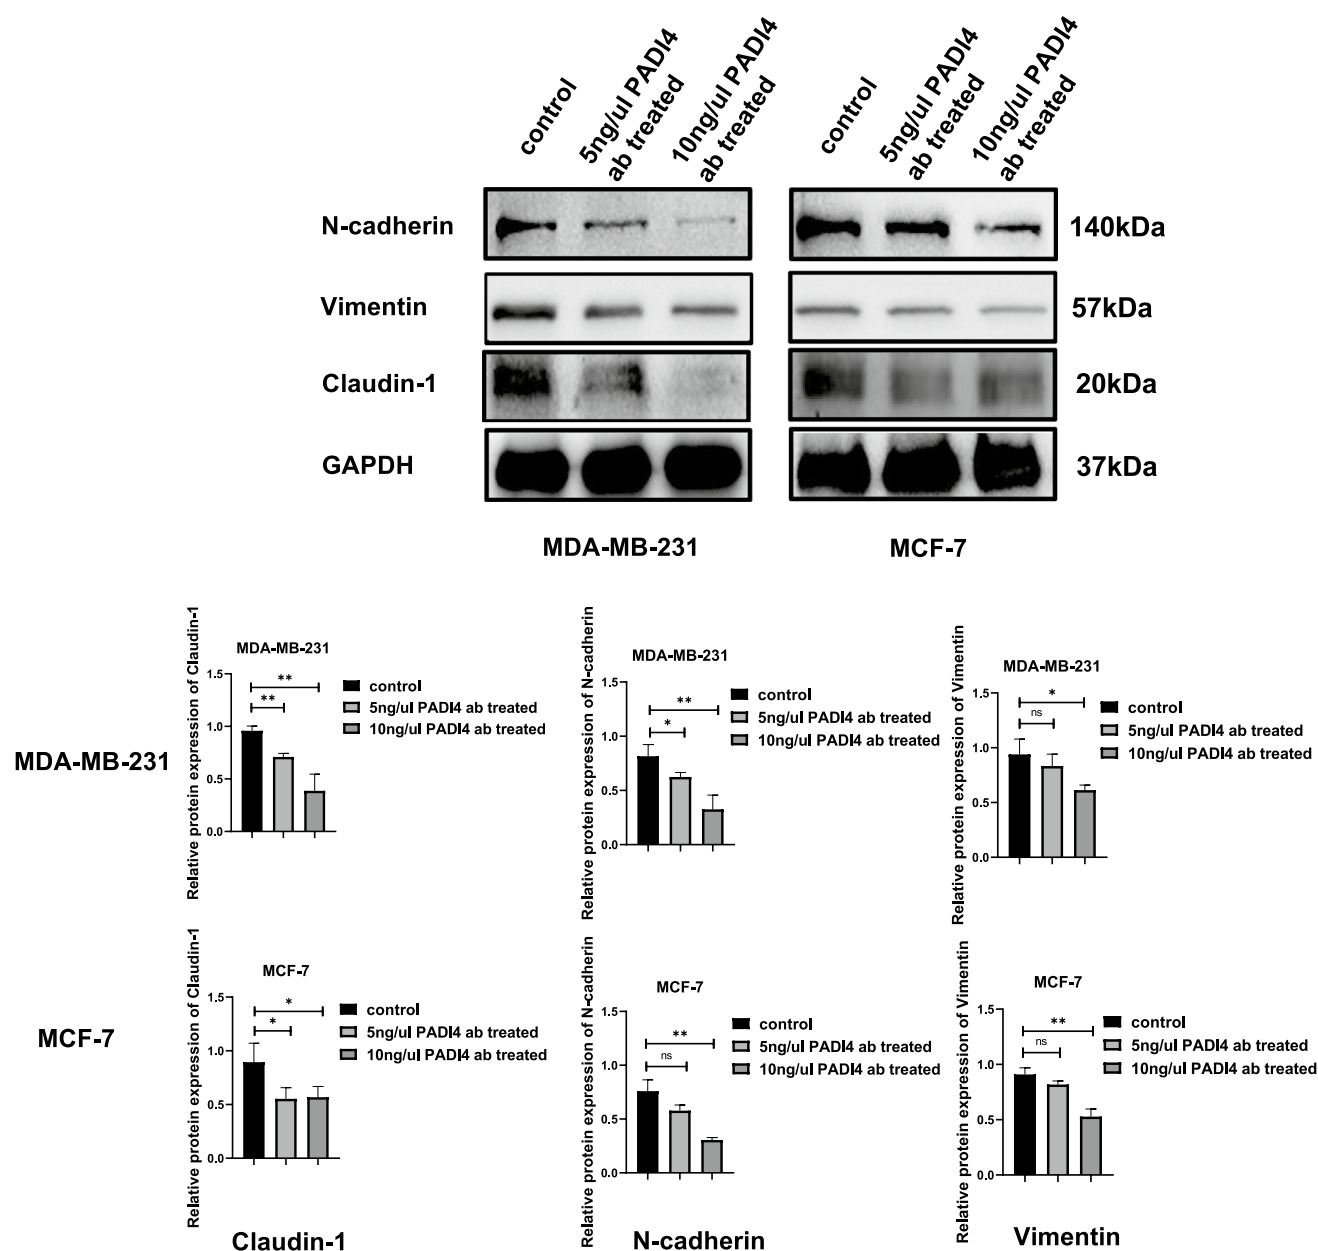 control
5ng/ul PADI4
ab treated
10ng/ul PADI4
ab treated
control
5ng/ul PADI4
ab treated
10ng/ul PADI4
ab treated
N-cadherin
140kDa
Vimentin
57kDa
Claudin-1
20kDa
GAPDH
37kDa
MDA-MB-231
MCF-7
MDA-MB-231
Relative protein expression of Claudin-1
MDA-MB-231
1.5
1.0
0.5
0.0
**
**
control
5ng/ul PADI4 ab treated
10ng/ul PADI4 ab treated
Relative protein expression of N-cadherin
MDA-MB-231
1.5
1.0
0.5
0.0
**
*
control
5ng/ul PADI4 ab treated
10ng/ul PADI4 ab treated
Relative protein expression of Vimentin
MDA-MB-231
1.5
1.0
0.5
0.0
*
ns
control
5ng/ul PADI4 ab treated
10ng/ul PADI4 ab treated
MCF-7
Relative protein expression of Claudin-1
MCF-7
1.5
1.0
0.5
0.0
*
*
control
5ng/ul PADI4 ab treated
10ng/ul PADI4 ab treated
Relative protein expression of N-cadherin
MCF-7
1.5
1.0
0.5
0.0
**
ns
control
5ng/ul PADI4 ab treated
10ng/ul PADI4 ab treated
Relative protein expression of Vimentin
MCF-7
1.5
1.0
0.5
0.0
**
ns
control
5ng/ul PADI4 ab treated
10ng/ul PADI4 ab treated
Claudin-1
N-cadherin
Vimentin